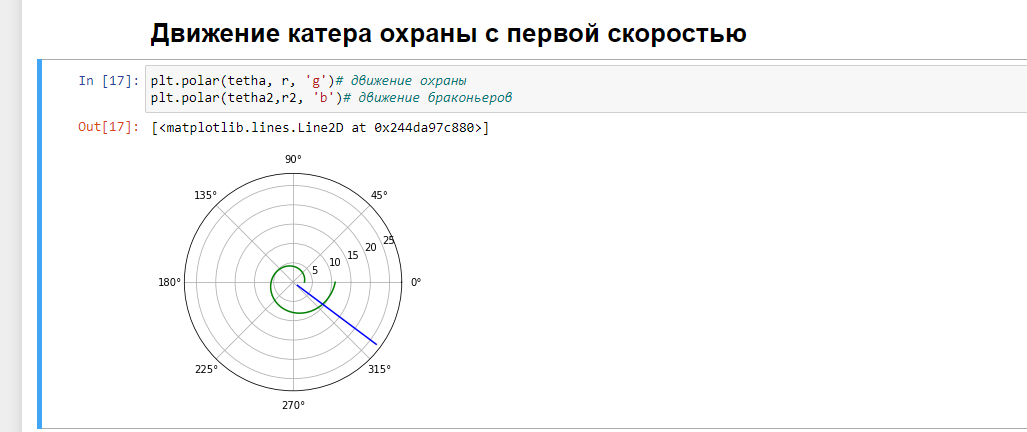 Движение катера охраны с первой скоростью
In [17]: plt.polar(tetha, r, 'g')# движение охраны
plt.polar(tetha2,r2, 'b')# движение браконьеров
Out[17]: [<matplotlib.lines.Line2D at 0x244da97c880>]
90°
135° 45°
25
20
15
10
5
180° 0°
225° 315°
270°